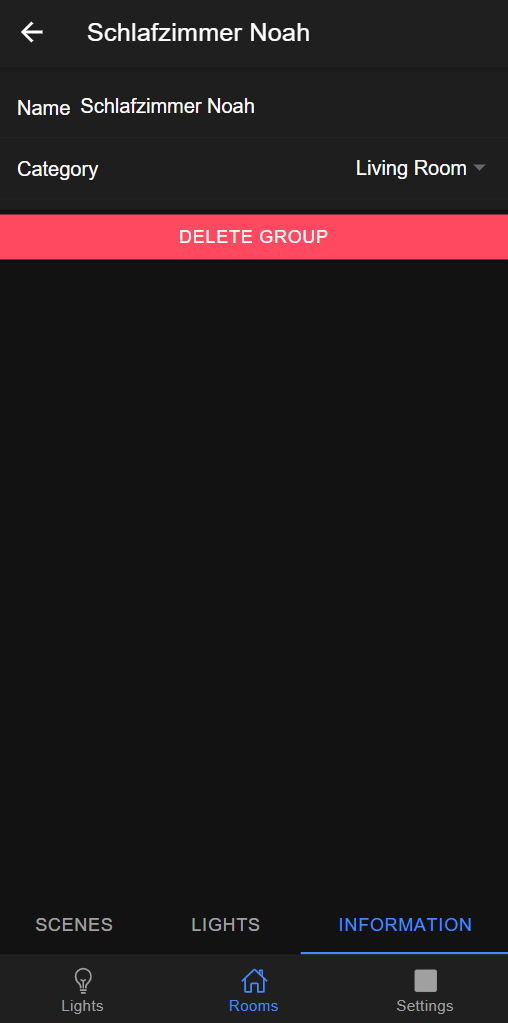 Schlafzimmer Noah
Name Schlafzimmer Noah
Category Living Room
DELETE GROUP
SCENES LIGHTS INFORMATION
Lights Rooms Settings